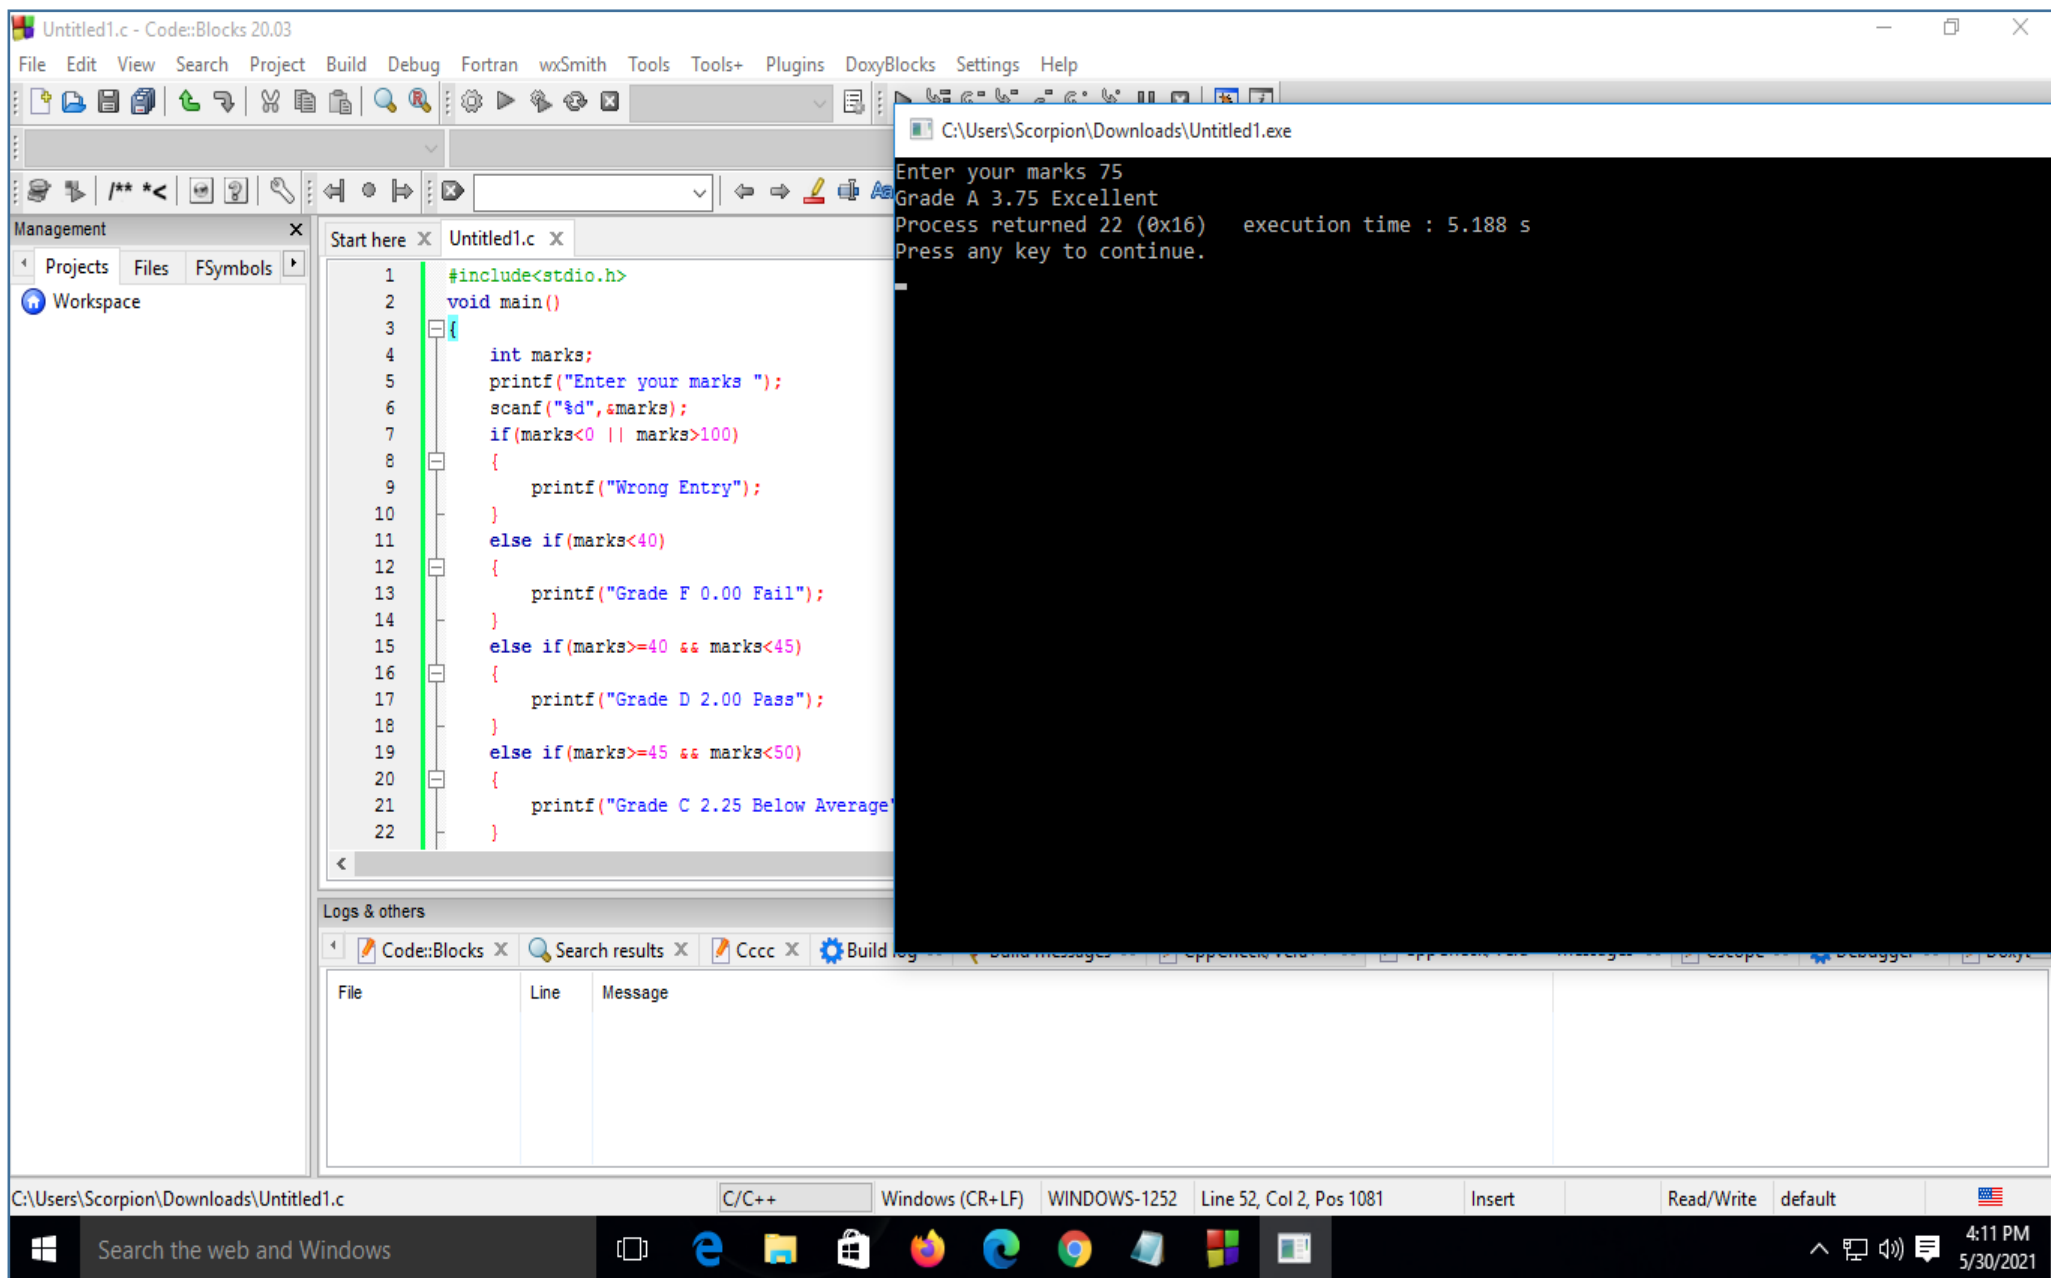 Untitled1.c - Code::Blocks 20.03
File Edit View Search Project Build Debug Fortran wxSmith Tools Tools+ Plugins DoxyBlocks Settings Help
C:\Users\Scorpion\Downloads\Untitled1.exe
Enter your marks 75
Grade A 3.75 Excellent
Process returned 22 (0x16)   execution time : 5.188 s
Press any key to continue.
/** *<
Management X
Projects Files FSymbols
Workspace
Start here X Untitled1.c X
1 #include<stdio.h>
2 void main()
3 {
4 int marks;
5 printf("Enter your marks ");
6 scanf("%d",&marks);
7 if(marks<0 || marks>100)
8 {
9 printf("Wrong Entry");
10 }
11 else if(marks<40)
12 {
13 printf("Grade F 0.00 Fail");
14 }
15 else if(marks>=40 && marks<45)
16 {
17 printf("Grade D 2.00 Pass");
18 }
19 else if(marks>=45 && marks<50)
20 {
21 printf("Grade C 2.25 Below Average"
22 }
Logs & others
Code::Blocks X Search results X Cccc X Build log
File Line Message
C:\Users\Scorpion\Downloads\Untitled1.c C/C++ Windows (CR+LF) WINDOWS-1252 Line 52, Col 2, Pos 1081 Insert Read/Write default
Search the web and Windows
4:11 PM
5/30/2021